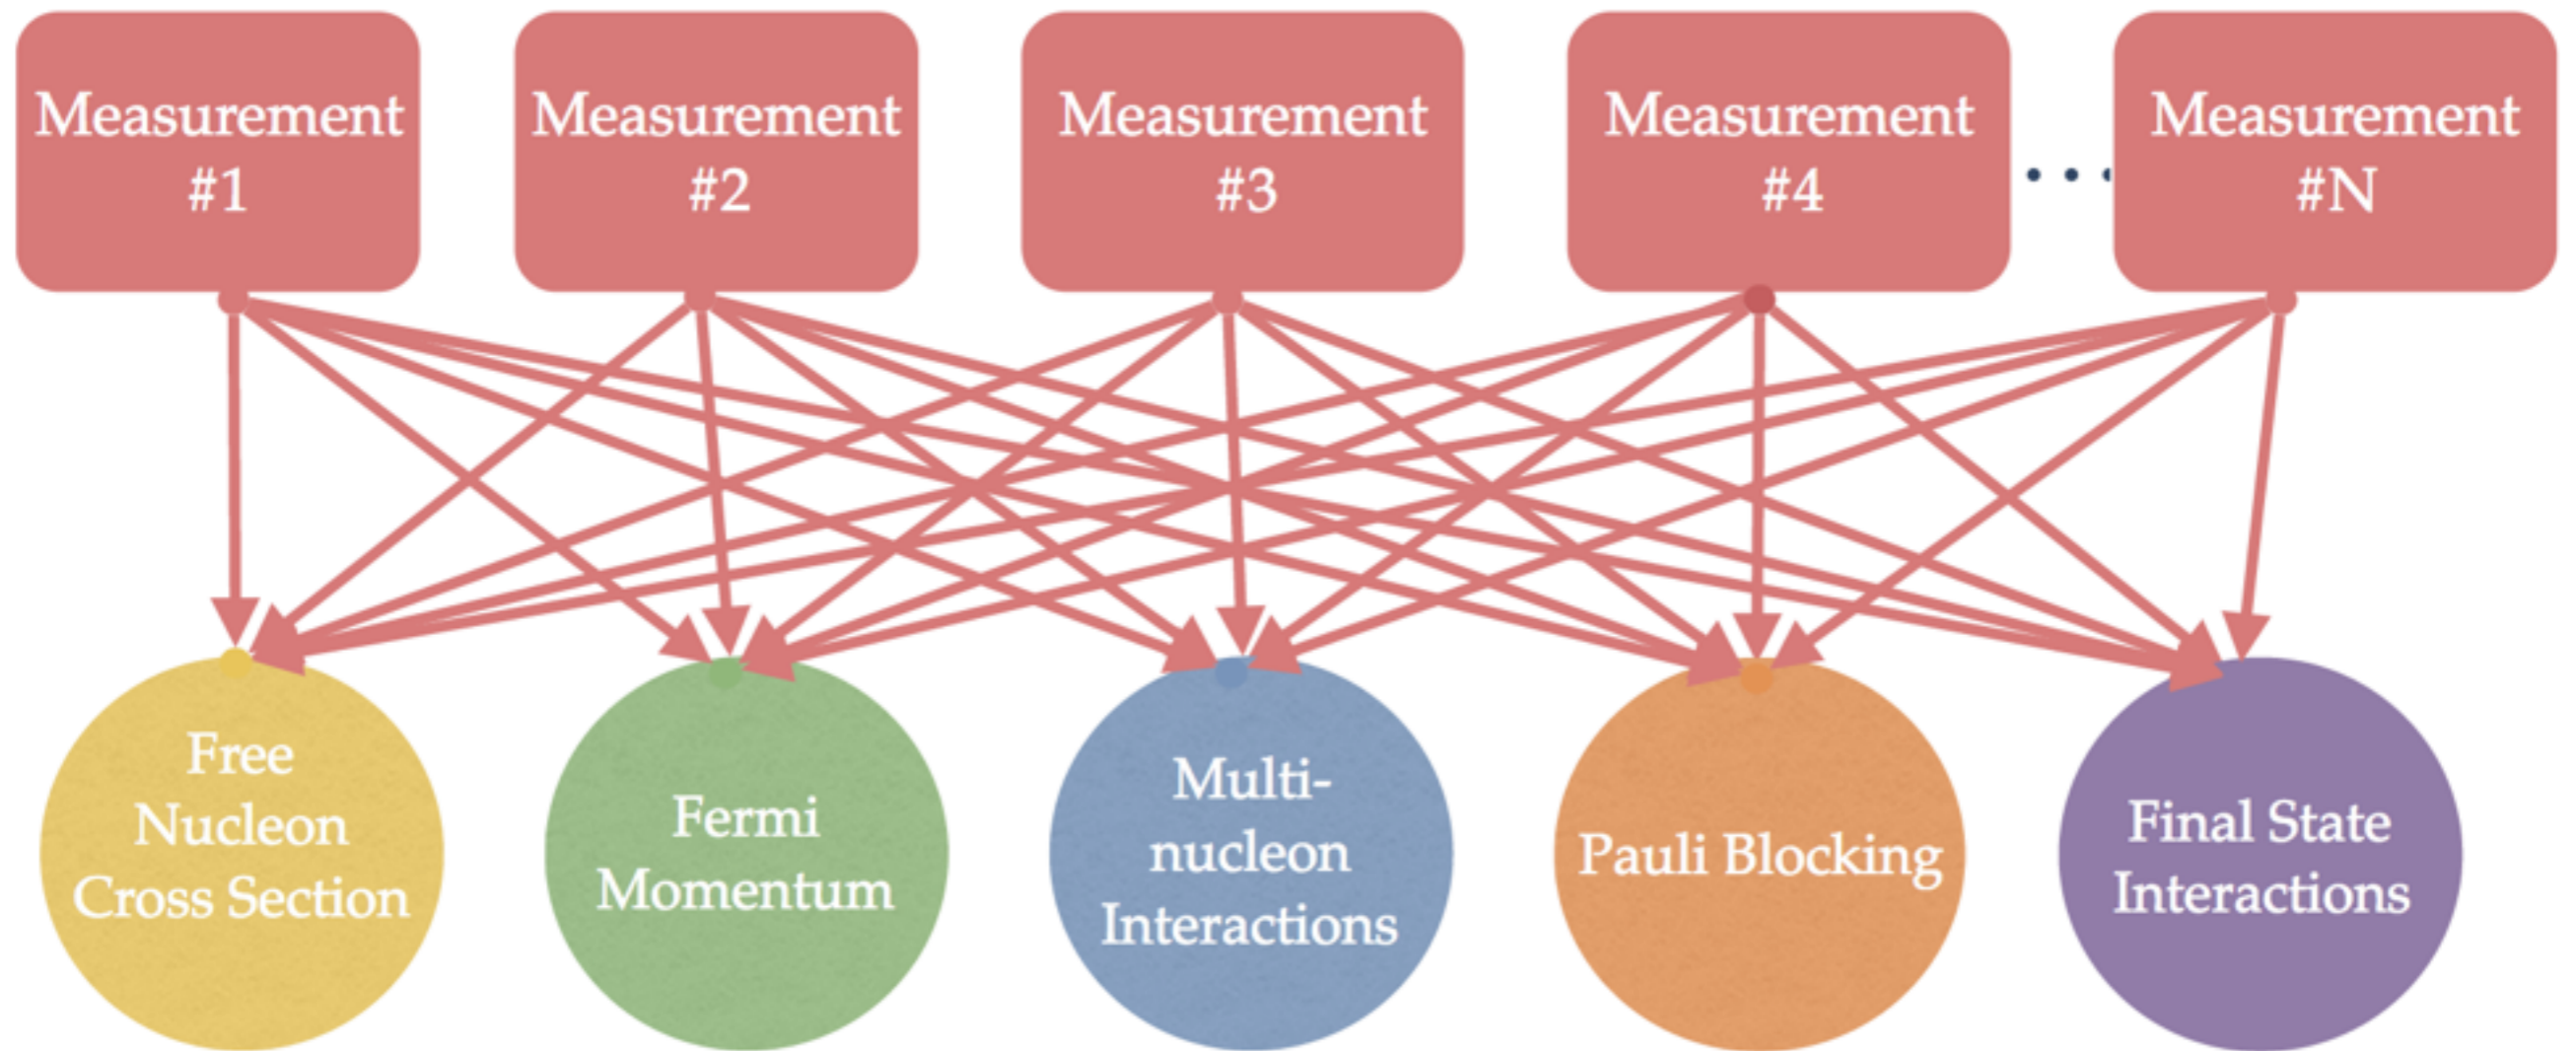 Measurement
#1
Measurement
#2
Measurement
#3
Measurement
#4
Measurement
#N
Free
Nucleon
Cross Section
Fermi
Momentum
Multi-
nucleon
Interactions
Pauli Blocking
Final State
Interactions